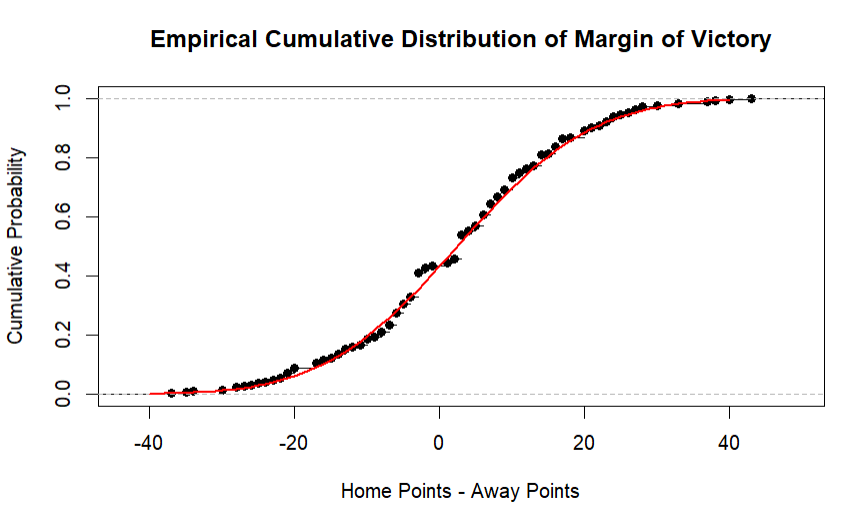 Empirical Cumulative Distribution of Margin of Victory
Cumulative Probability
1.0
0.8
0.6
0.4
0.2
0.0
-40 -20 0 20 40
Home Points - Away Points